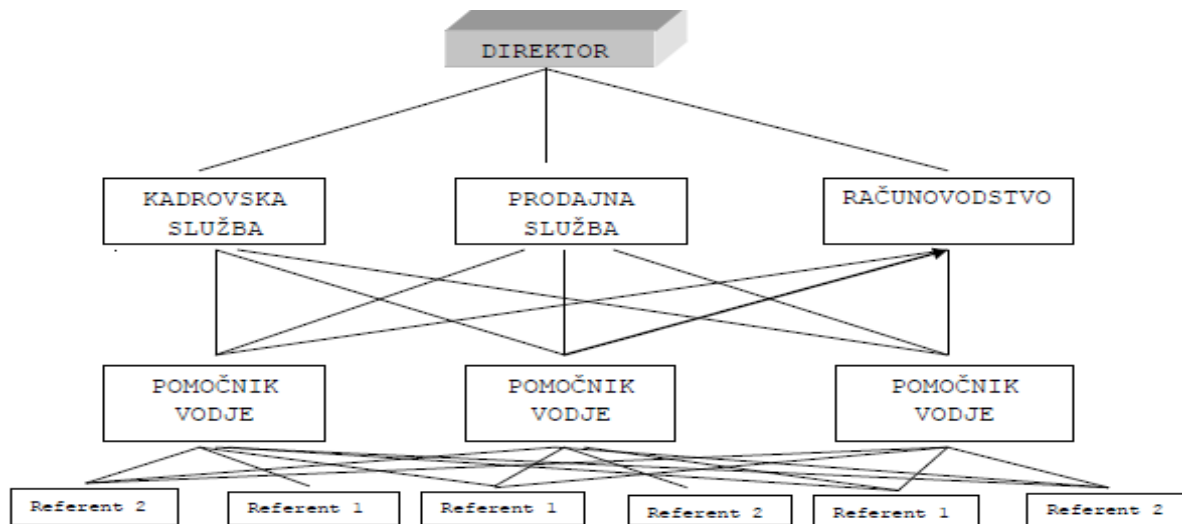 DIREKTOR
KADROVSKA
SLUŽBA
PRODAJNA
SLUŽBA
RAČUNOVODSTVO
POMOČNIK
VODJE
POMOČNIK
VODJE
POMOČNIK
VODJE
Referent 2
Referent 1
Referent 1
Referent 2
Referent 1
Referent 2